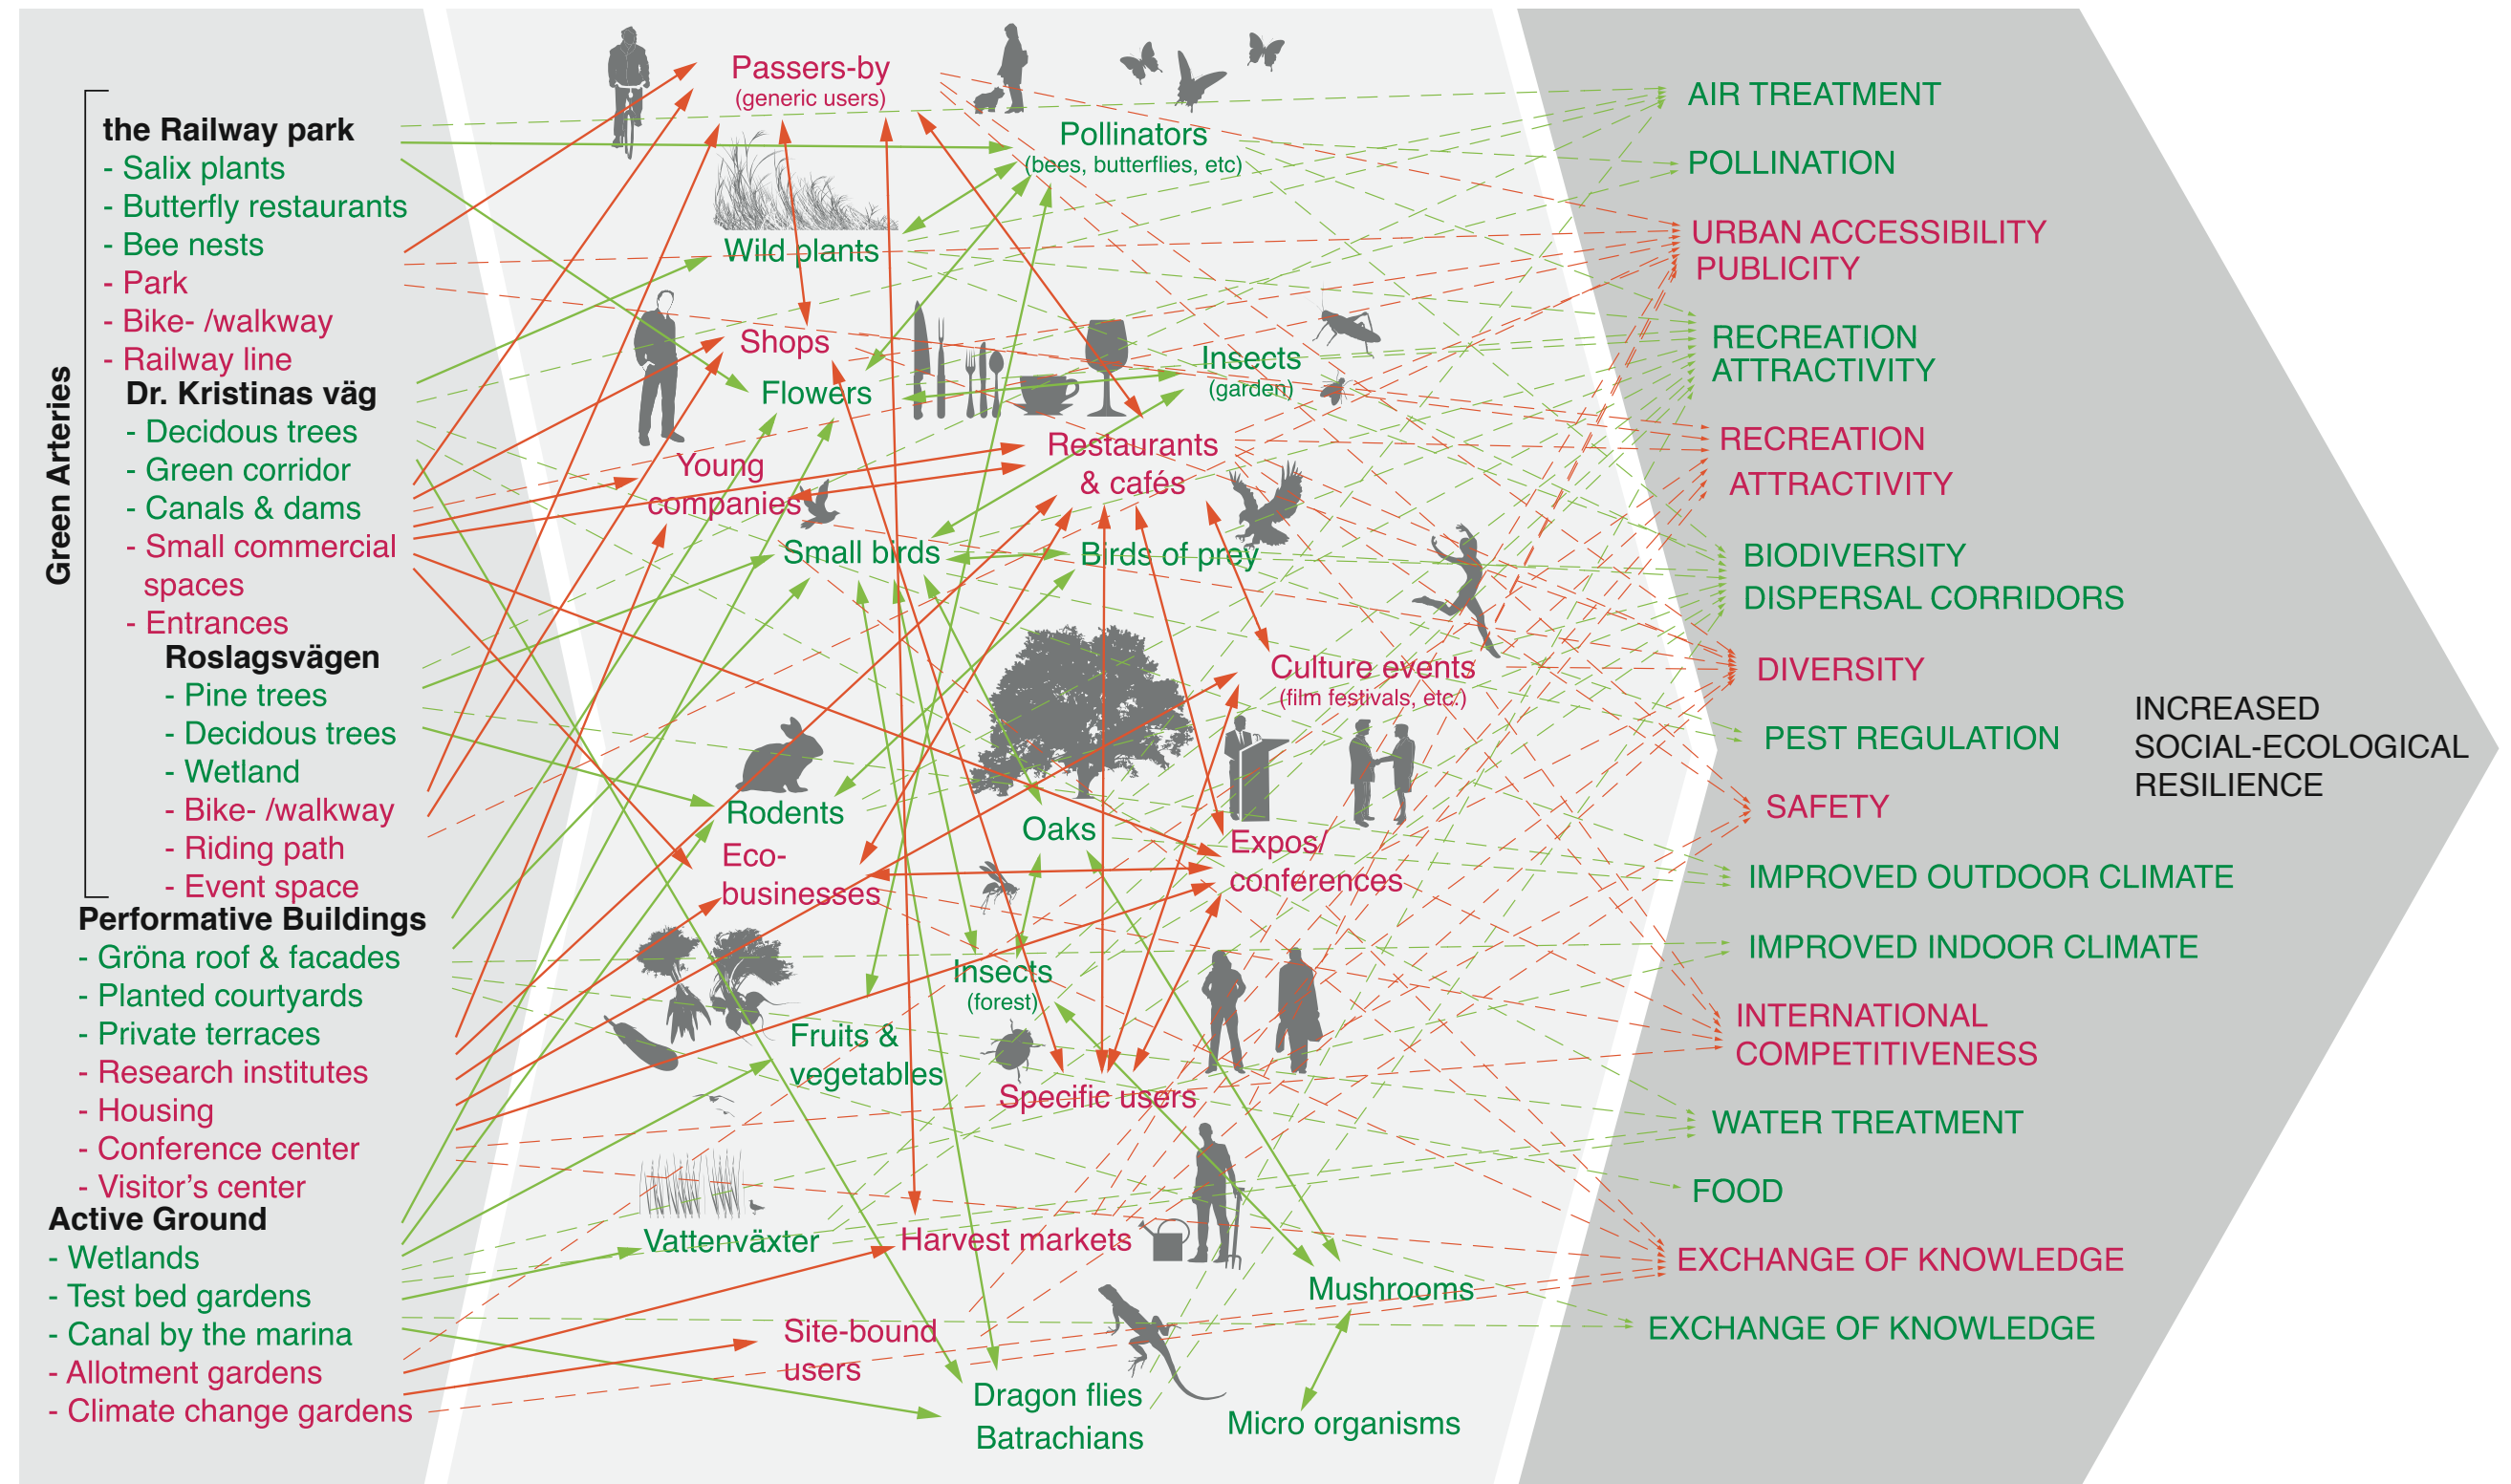 Green Arteries
the Railway park
- Salix plants
- Butterfly restaurants
- Bee nests
- Park
- Bike- /walkway
- Railway line
Dr. Kristinas väg
- Decidous trees
- Green corridor
- Canals & dams
- Small commercial
spaces
- Entrances
Roslagsvägen
- Pine trees
- Decidous trees
- Wetland
- Bike- /walkway
- Riding path
- Event space
Performative Buildings
- Gröna roof & facades
- Planted courtyards
- Private terraces
- Research institutes
- Housing
- Conference center
- Visitor's center
Active Ground
- Wetlands
- Test bed gardens
- Canal by the marina
- Allotment gardens
- Climate change gardens
Passers-by
(generic users)
Pollinators
(bees, butterflies, etc)
Wild plants
Shops
Insects
(garden)
Flowers
Restaurants
& cafés
Young
companies
Small birds
Birds of prey
Culture events
(film festivals, etc.)
Rodents
Oaks
Expos/
conferences
Eco-
businesses
Insects
(forest)
Fruits &
vegetables
Specific users
Vattenväxter
Harvest markets
Mushrooms
Site-bound
users
Dragon flies
Batrachians
Micro organisms
AIR TREATMENT
POLLINATION
URBAN ACCESSIBILITY
PUBLICITY
RECREATION
ATTRACTIVITY
RECREATION
ATTRACTIVITY
BIODIVERSITY
DISPERSAL CORRIDORS
DIVERSITY
PEST REGULATION
SAFETY
IMPROVED OUTDOOR CLIMATE
IMPROVED INDOOR CLIMATE
INTERNATIONAL
COMPETITIVENESS
WATER TREATMENT
FOOD
EXCHANGE OF KNOWLEDGE
EXCHANGE OF KNOWLEDGE
INCREASED
SOCIAL-ECOLOGICAL
RESILIENCE